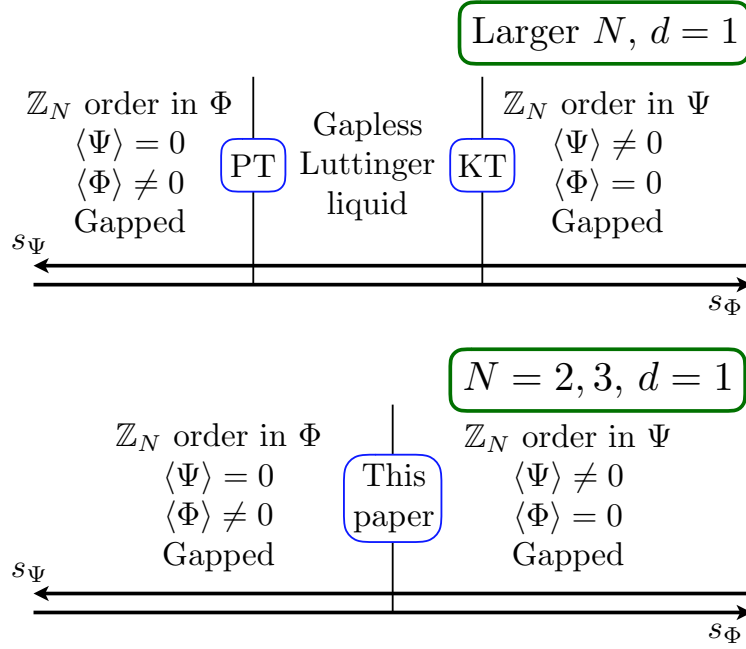 Larger N, d = 1
ℤ_N order in Φ
⟨Ψ⟩ = 0
⟨Φ⟩ ≠ 0
Gapped
PT
Gapless
Luttinger
liquid
KT
ℤ_N order in Ψ
⟨Ψ⟩ ≠ 0
⟨Φ⟩ = 0
Gapped
s_Ψ
s_Φ
N = 2, 3, d = 1
ℤ_N order in Φ
⟨Ψ⟩ = 0
⟨Φ⟩ ≠ 0
Gapped
This
paper
ℤ_N order in Ψ
⟨Ψ⟩ ≠ 0
⟨Φ⟩ = 0
Gapped
s_Ψ
s_Φ